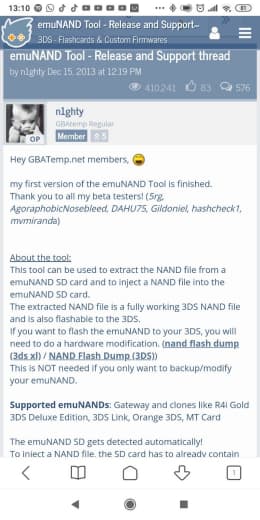 13:10
81
emuNAND Tool - Release and Support...
3DS - Flashcards & Custom Firmwares
emuNAND Tool - Release and Support thread
by n1ghty Dec 15, 2013 at 12:19 PM
410,241 83 576
n1ghty
GBAtemp Regular
OP
Member 5
Hey GBATemp.net members,
my first version of the emuNAND Tool is finished.
Thank you to all my beta testers! (5rg,
AgoraphobicNosebleed, DAHU75, Gildoniel, hashcheck1,
mvmiranda)
About the tool:
This tool can be used to extract the NAND file from a
emuNAND SD card and to inject a NAND file into the
emuNAND SD card.
The extracted NAND file is a fully working 3DS NAND file
and is also flashable to the 3DS.
If you want to flash the emuNAND to your 3DS, you will
need to do a hardware modification. (nand flash dump
(3ds xl) / NAND Flash Dump (3DS))
This is NOT needed if you only want to backup/modify
your emuNAND.
Supported emuNANDs: Gateway and clones like R4i Gold
3DS Deluxe Edition, 3DS Link, Orange 3DS, MT Card
The emuNAND SD gets detected automatically!
To inject a NAND file, the SD card has to already contain
1